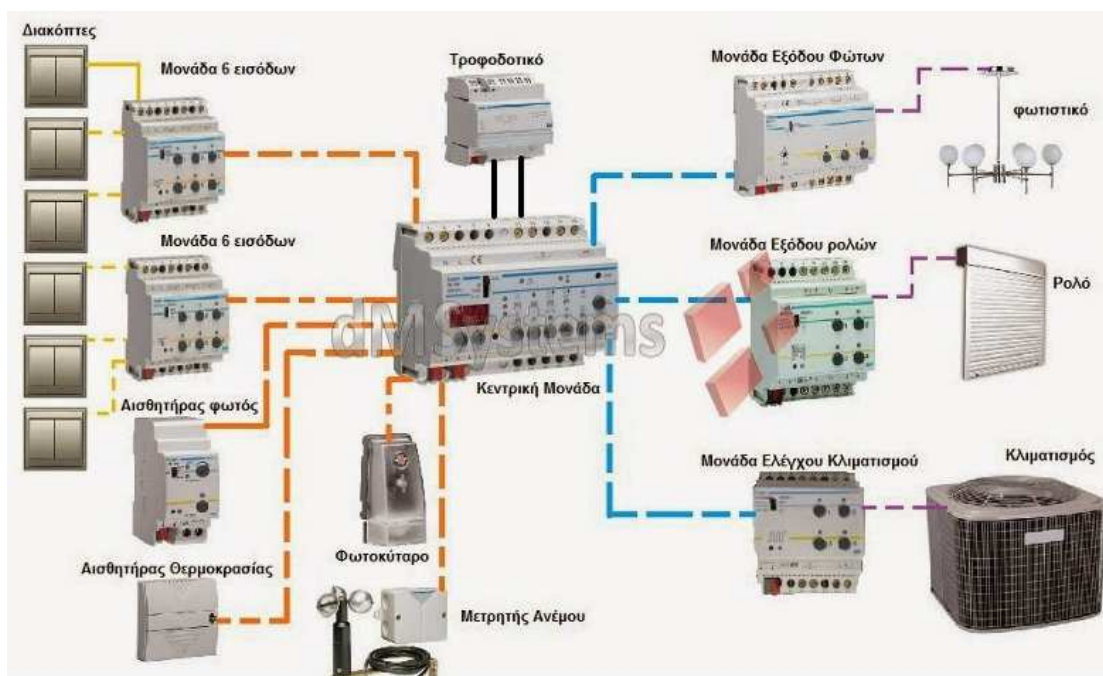 Διακόπτες
Μονάδα 6 εισόδων
Τροφοδοτικό
Μονάδα Εξόδου Φώτων
φωτιστικό
Μονάδα 6 εισόδων
Μονάδα Εξόδου ρολών
Ρολό
dMSystems
Κεντρική Μονάδα
Αισθητήρας φωτός
Μονάδα Ελέγχου Κλιματισμού
Κλιματισμός
Φωτοκύταρο
Αισθητήρας Θερμοκρασίας
Μετρητής Ανέμου